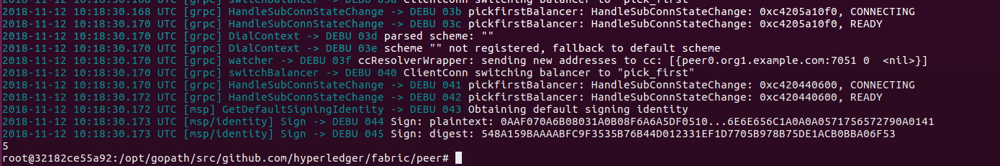 2018-11-12 10:18:30.168 UTC [grpc] switchBalancer -> DEBU 03a ClientConn switching balancer to "pick_first"
2018-11-12 10:18:30.168 UTC [grpc] HandleSubConnStateChange -> DEBU 03b pickfirstBalancer: HandleSubConnStateChange: 0xc4205a10f0, CONNECTING
2018-11-12 10:18:30.170 UTC [grpc] HandleSubConnStateChange -> DEBU 03c pickfirstBalancer: HandleSubConnStateChange: 0xc4205a10f0, READY
2018-11-12 10:18:30.170 UTC [grpc] DialContext -> DEBU 03d parsed scheme: ""
2018-11-12 10:18:30.170 UTC [grpc] DialContext -> DEBU 03e scheme "" not registered, fallback to default scheme
2018-11-12 10:18:30.170 UTC [grpc] watcher -> DEBU 03f ccResolverWrapper: sending new addresses to cc: [{peer0.org1.example.com:7051 0  <nil>}]
2018-11-12 10:18:30.170 UTC [grpc] switchBalancer -> DEBU 040 ClientConn switching balancer to "pick_first"
2018-11-12 10:18:30.170 UTC [grpc] HandleSubConnStateChange -> DEBU 041 pickfirstBalancer: HandleSubConnStateChange: 0xc420440600, CONNECTING
2018-11-12 10:18:30.172 UTC [grpc] HandleSubConnStateChange -> DEBU 042 pickfirstBalancer: HandleSubConnStateChange: 0xc420440600, READY
2018-11-12 10:18:30.172 UTC [msp] GetDefaultSigningIdentity -> DEBU 043 Obtaining default signing identity
2018-11-12 10:18:30.173 UTC [msp/identity] Sign -> DEBU 044 Sign: plaintext: 0AAF070A6B08031A0B08F6A6A5DF0510...6E6E656C1A0A0A0571756572790A0141
2018-11-12 10:18:30.173 UTC [msp/identity] Sign -> DEBU 045 Sign: digest: 548A159BAAAABFC9F3535B76B44D012331EF1D7705B978B75DE1ACB0BBA06F53
5
root@32182ce55a92:/opt/gopath/src/github.com/hyperledger/fabric/peer#